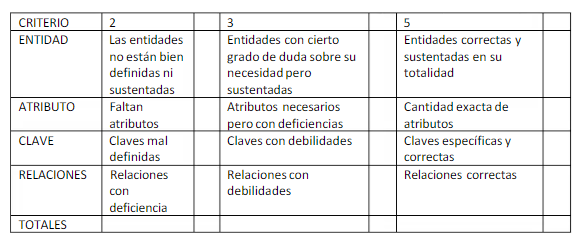 CRITERIO 2 3 5
ENTIDAD Las entidades Entidades con cierto Entidades correctas y
no están bien grado de duda sobre su sustentadas en su
definidas ni necesidad pero totalidad
sustentadas sustentadas
ATRIBUTO Faltan Atributos necesarios Cantidad exacta de
atributos pero con deficiencias atributos
CLAVE Claves mal Claves con debilidades Claves específicas y
definidas correctas
RELACIONES Relaciones Relaciones con Relaciones correctas
con debilidades
deficiencia
TOTALES